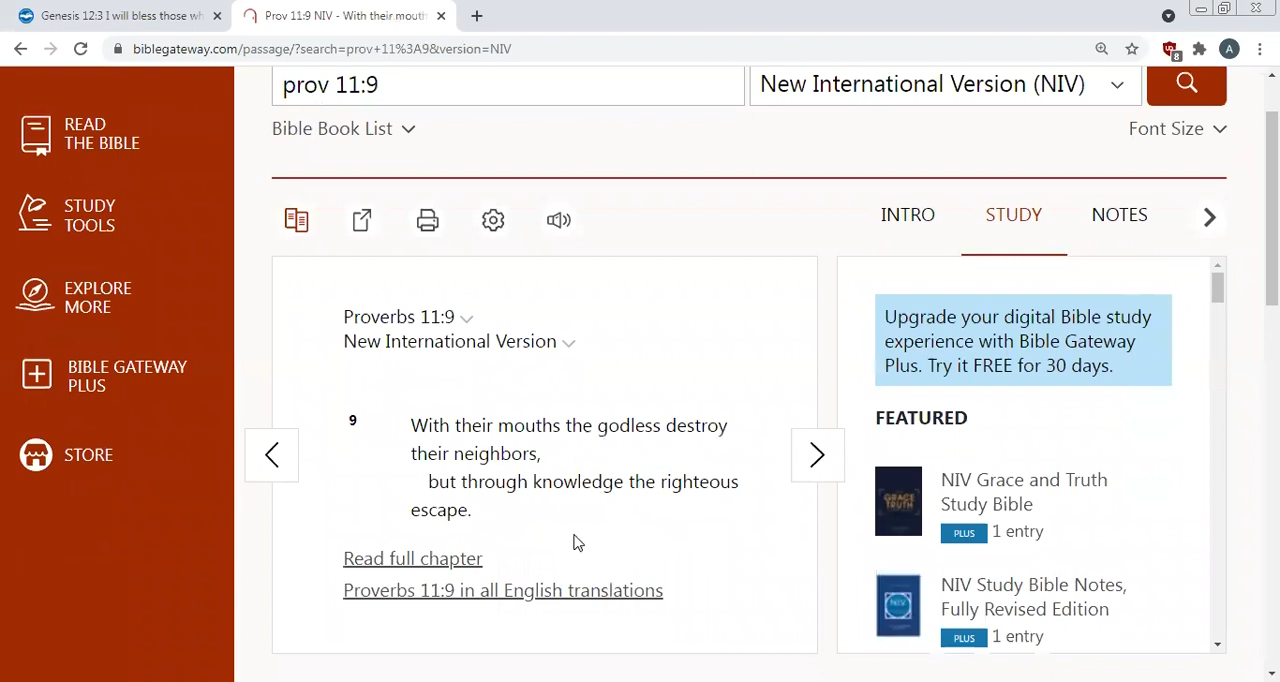 Genesis 12:3 I will bless those wh
Prov 11:9 NIV - With their mouth
biblegateway.com/passage/?search=prov+11%3A9&version=NIV
8
A
prov 11:9
New International Version (NIV)
Bible Book List
Font Size
READ
THE BIBLE
STUDY
TOOLS
EXPLORE
MORE
BIBLE GATEWAY
PLUS
STORE
INTRO
STUDY
NOTES
Proverbs 11:9
New International Version
9 With their mouths the godless destroy
their neighbors,
but through knowledge the righteous
escape.
Read full chapter
Proverbs 11:9 in all English translations
Upgrade your digital Bible study
experience with Bible Gateway
Plus. Try it FREE for 30 days.
FEATURED
GRACE
TRUTH
NIV Grace and Truth
Study Bible
PLUS 1 entry
NIV
NIV Study Bible Notes,
Fully Revised Edition
PLUS 1 entry